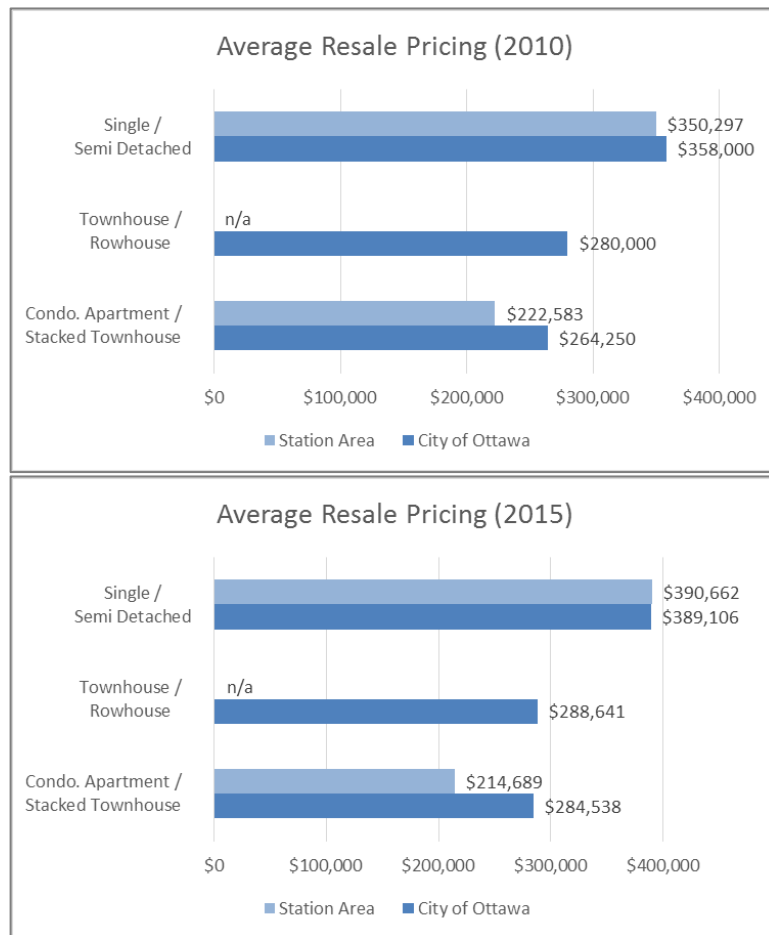 Average Resale Pricing (2010)
Single /
Semi Detached
$350,297
$358,000
Townhouse /
Rowhouse
n/a
$280,000
Condo. Apartment /
Stacked Townhouse
$222,583
$264,250
$0 $100,000 $200,000 $300,000 $400,000
Station Area City of Ottawa
Average Resale Pricing (2015)
Single /
Semi Detached
$390,662
$389,106
Townhouse /
Rowhouse
n/a
$288,641
Condo. Apartment /
Stacked Townhouse
$214,689
$284,538
$0 $100,000 $200,000 $300,000 $400,000
Station Area City of Ottawa